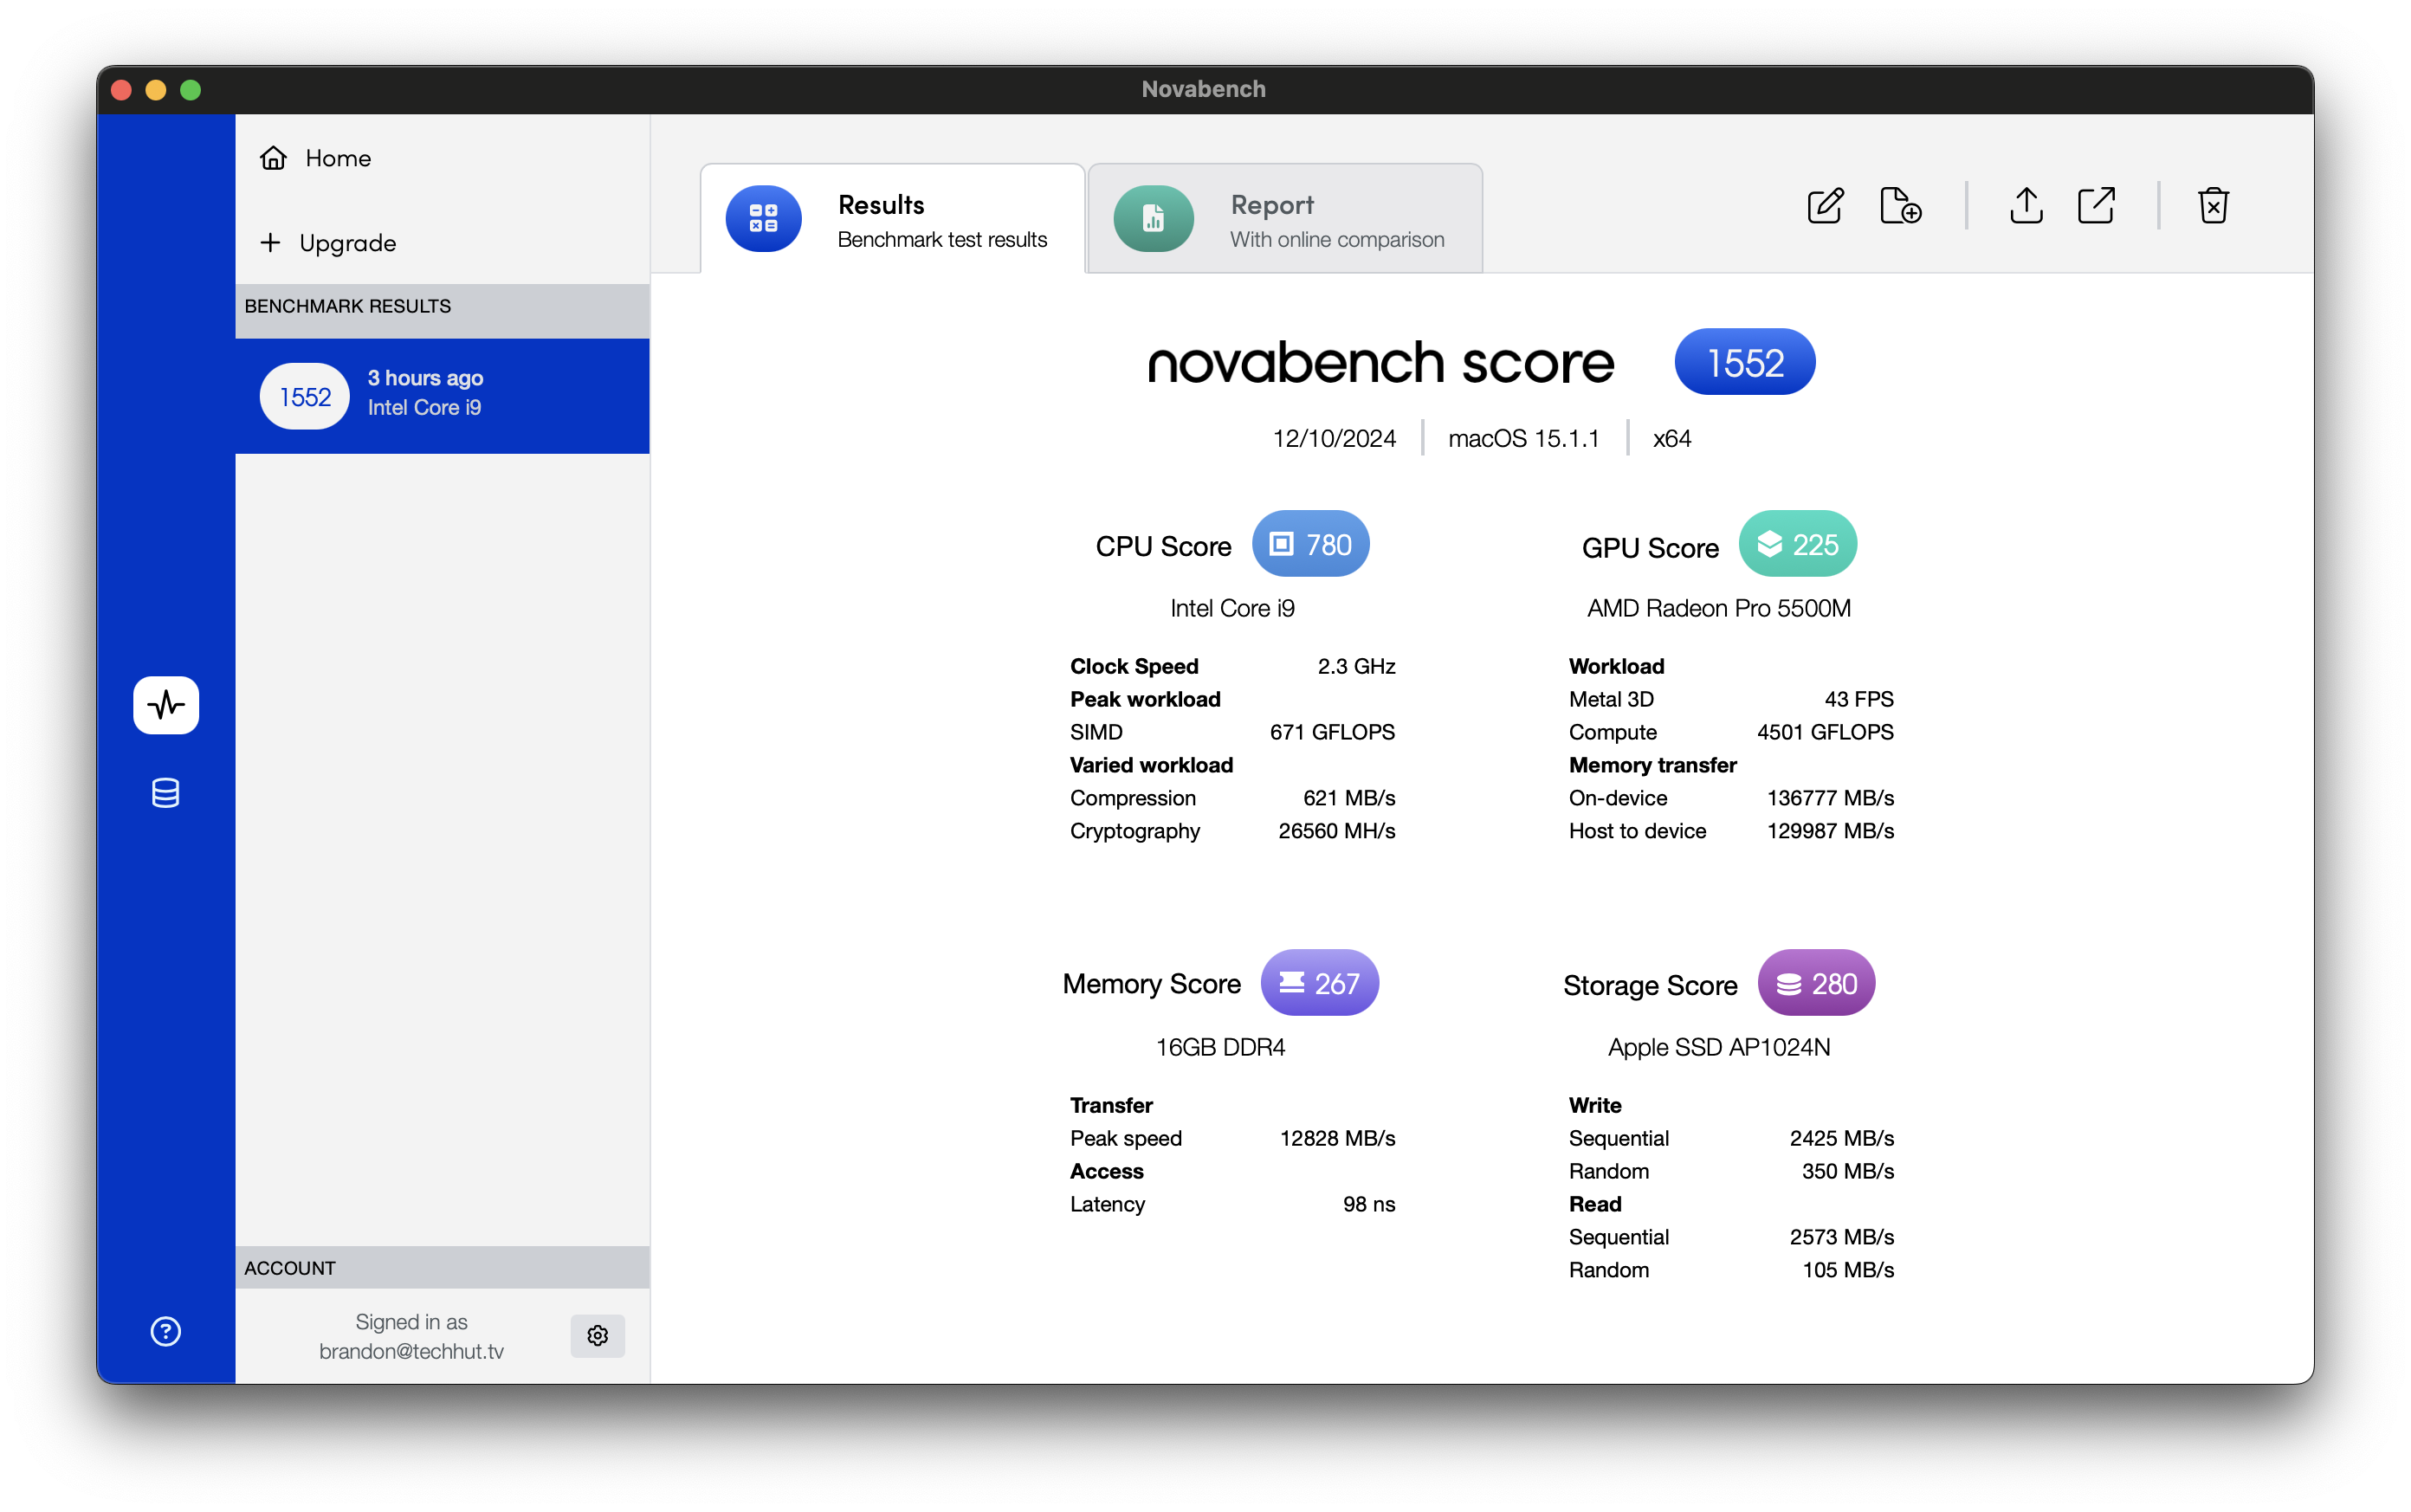 Novabench
Home
Upgrade
BENCHMARK RESULTS
1552
3 hours ago
Intel Core i9
ACCOUNT
Signed in as
brandon@techhut.tv
Results
Benchmark test results
Report
With online comparison
novabench score 1552
12/10/2024 macOS 15.1.1 x64
CPU Score 780
Intel Core i9
Clock Speed 2.3 GHz
Peak workload
SIMD 671 GFLOPS
Varied workload
Compression 621 MB/s
Cryptography 26560 MH/s
GPU Score 225
AMD Radeon Pro 5500M
Workload
Metal 3D 43 FPS
Compute 4501 GFLOPS
Memory transfer
On-device 136777 MB/s
Host to device 129987 MB/s
Memory Score 267
16GB DDR4
Transfer
Peak speed 12828 MB/s
Access
Latency 98 ns
Storage Score 280
Apple SSD AP1024N
Write
Sequential 2425 MB/s
Random 350 MB/s
Read
Sequential 2573 MB/s
Random 105 MB/s